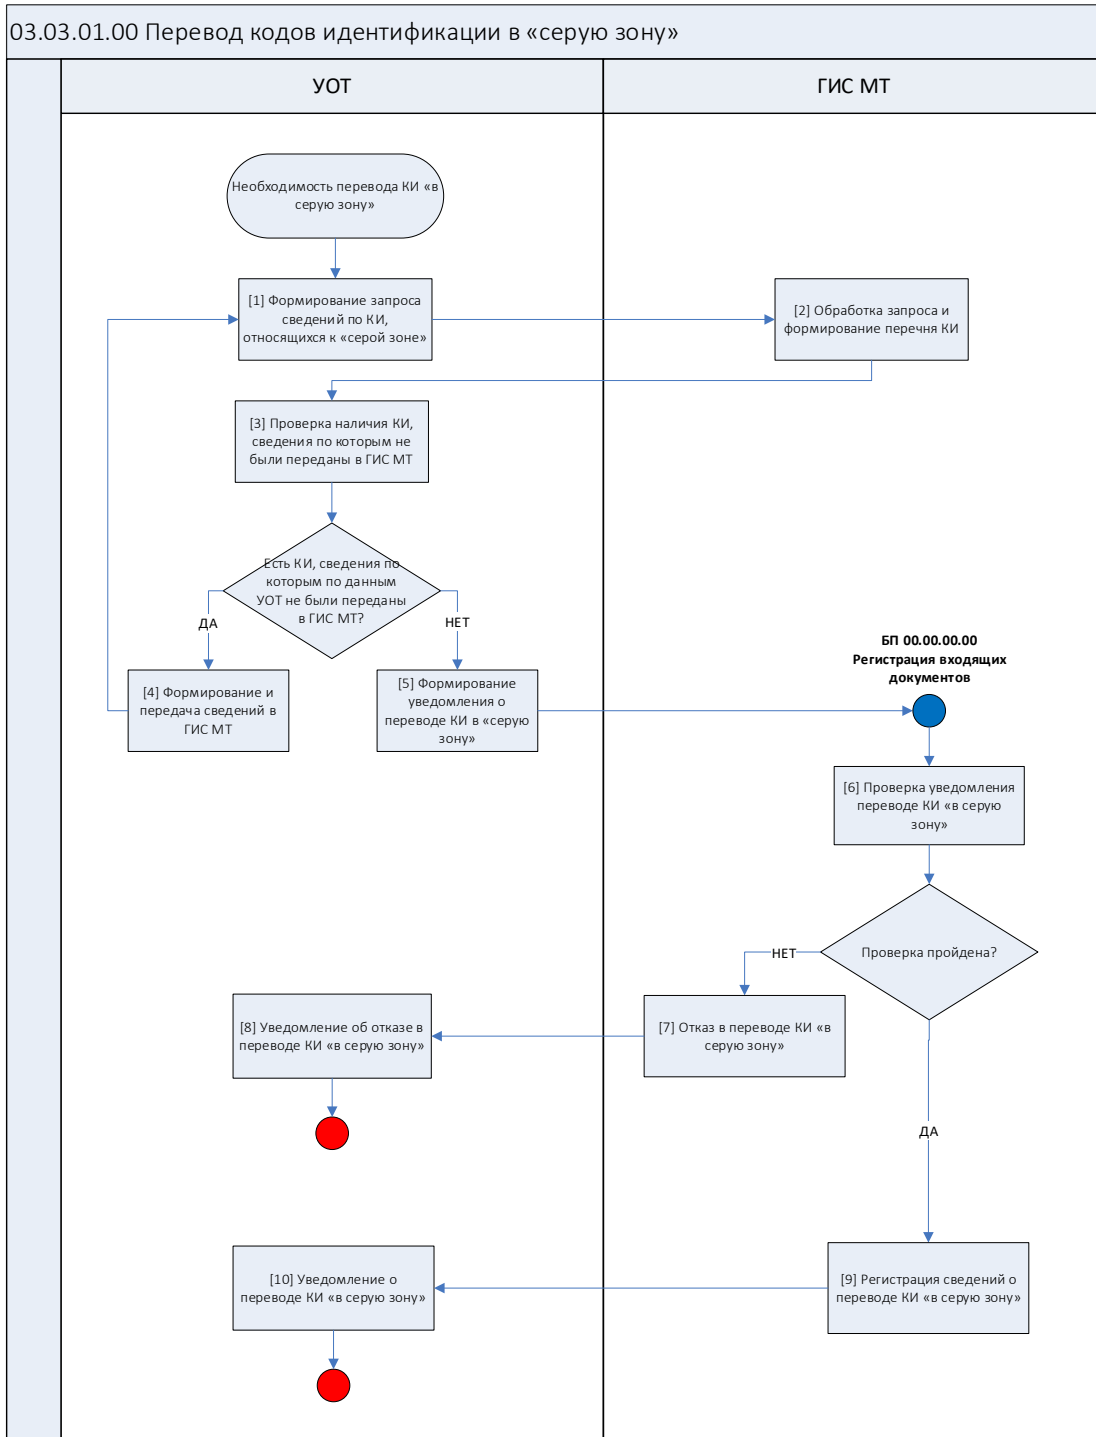 03.03.01.00 Перевод кодов идентификации в «серую зону»
УОТ
ГИС МТ
Необходимость перевода КИ «в
серую зону»
[1] Формирование запроса
сведений по КИ,
относящихся к «серой зоне»
[2] Обработка запроса и
формирование перечня КИ
[3] Проверка наличия КИ,
сведения по которым не
были переданы в ГИС МТ
Есть КИ, сведения по
которым по данным
УОТ не были переданы
в ГИС МТ?
ДА
НЕТ
[4] Формирование и
передача сведений в
ГИС МТ
[5] Формирование
уведомления о
переводе КИ в «серую
зону»
БП 00.00.00.00
Регистрация входящих
документов
[6] Проверка уведомления
переводе КИ «в серую
зону»
Проверка пройдена?
НЕТ
[7] Отказ в переводе КИ «в
серую зону»
[8] Уведомление об отказе в
переводе КИ «в серую зону»
ДА
[9] Регистрация сведений о
переводе КИ «в серую зону»
[10] Уведомление о
переводе КИ «в серую зону»